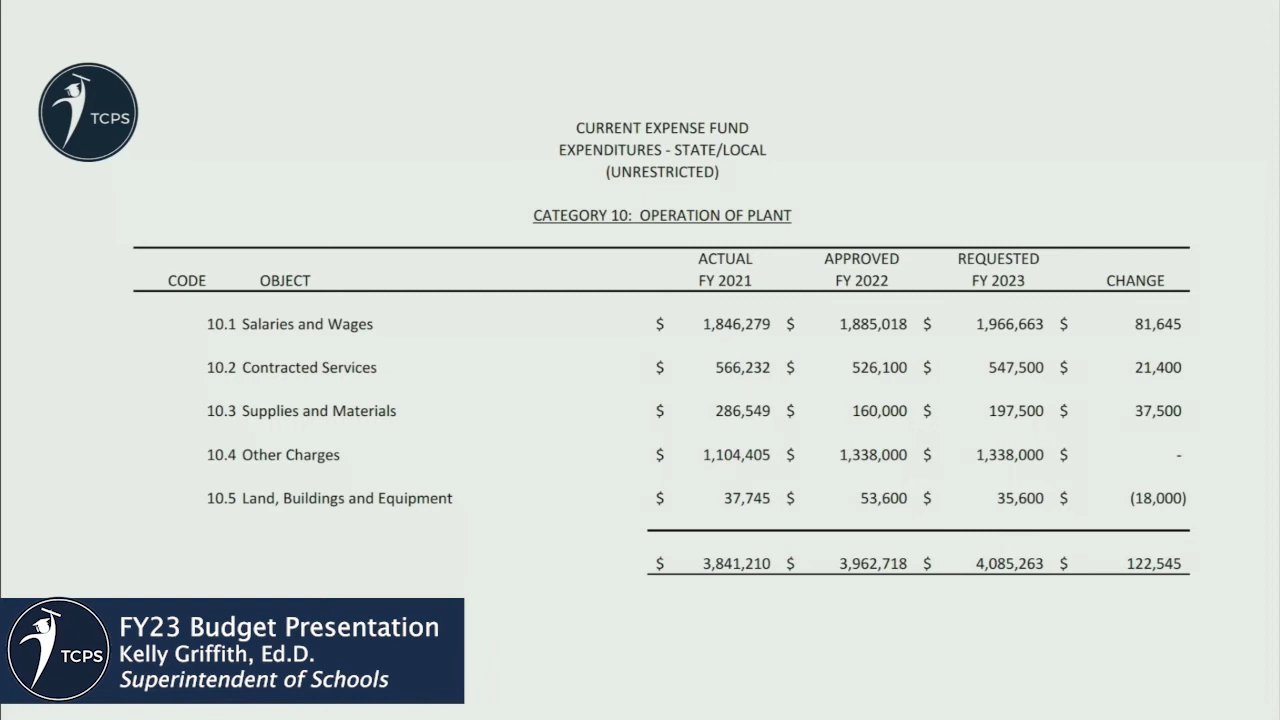 TCPS
CURRENT EXPENSE FUND
EXPENDITURES - STATE/LOCAL
(UNRESTRICTED)
CATEGORY 10: OPERATION OF PLANT
ACTUAL APPROVED REQUESTED
CODE OBJECT FY 2021 FY 2022 FY 2023 CHANGE
10.1 Salaries and Wages $ 1,846,279 $ 1,885,018 $ 1,966,663 $ 81,645
10.2 Contracted Services $ 566,232 $ 526,100 $ 547,500 $ 21,400
10.3 Supplies and Materials $ 286,549 $ 160,000 $ 197,500 $ 37,500
10.4 Other Charges $ 1,104,405 $ 1,338,000 $ 1,338,000 $ -
10.5 Land, Buildings and Equipment $ 37,745 $ 53,600 $ 35,600 $ (18,000)
$ 3,841,210 $ 3,962,718 $ 4,085,263 $ 122,545
TCPS
FY23 Budget Presentation
Kelly Griffith, Ed.D.
Superintendent of Schools